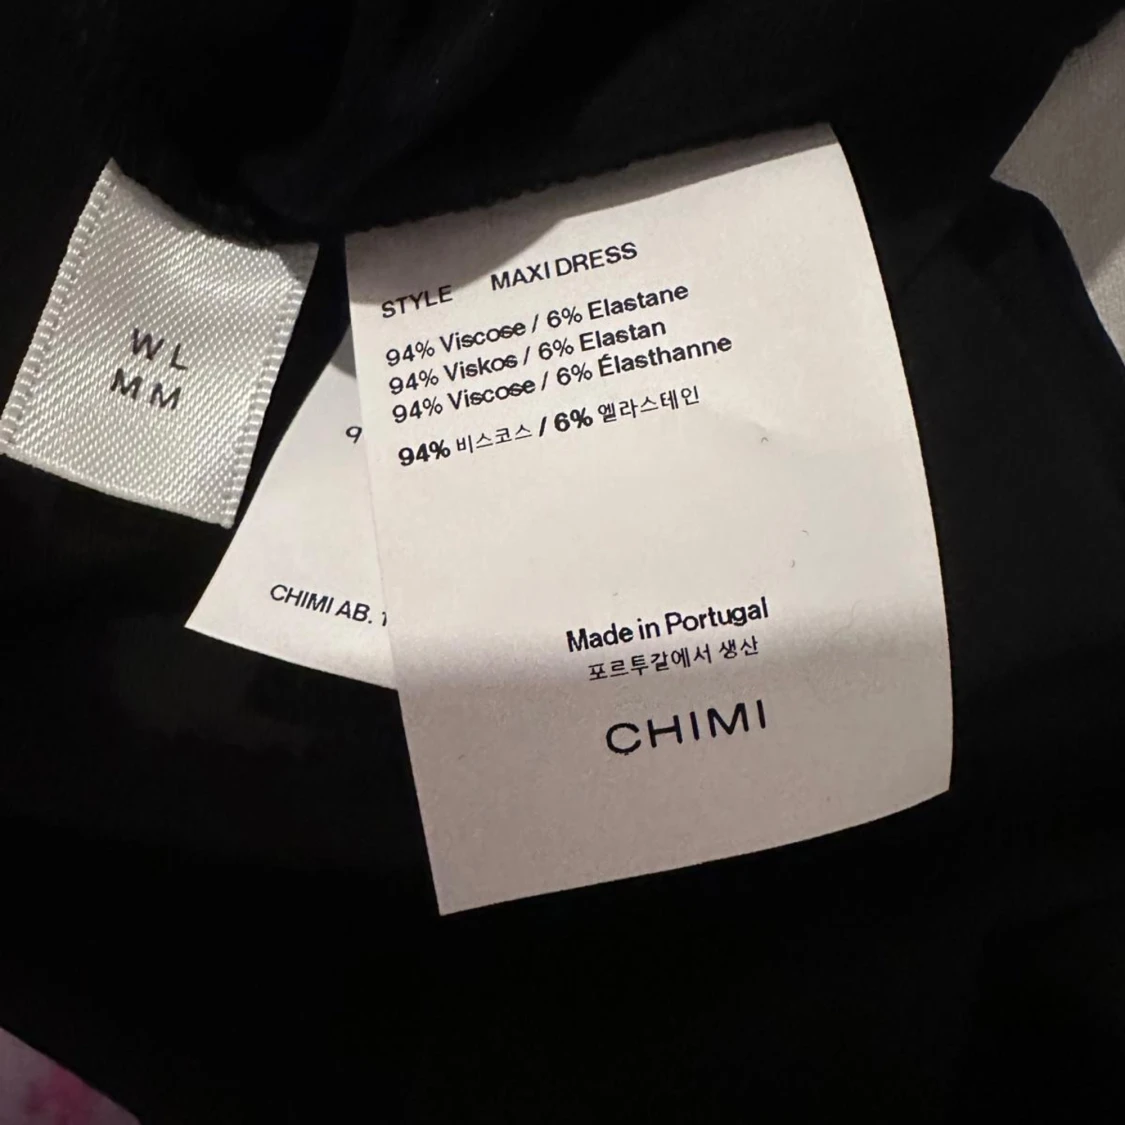 W L
M M
9
CHIMI AB. 1
STYLE MAXI DRESS
94% Viscose / 6% Elastane
94% Viskos / 6% Elastan
94% Viscose / 6% Élasthanne
94% 비스코스 / 6% 엘라스테인
Made in Portugal
포르투갈에서 생산
CHIMI